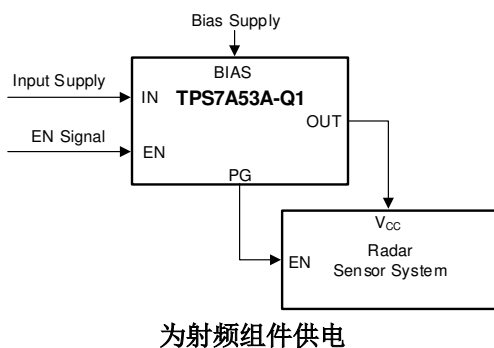 Bias Supply
BIAS
Input Supply
IN
TPS7A53A-Q1
OUT
EN Signal
EN
PG
VCC
EN
Radar
Sensor System
为射频组件供电